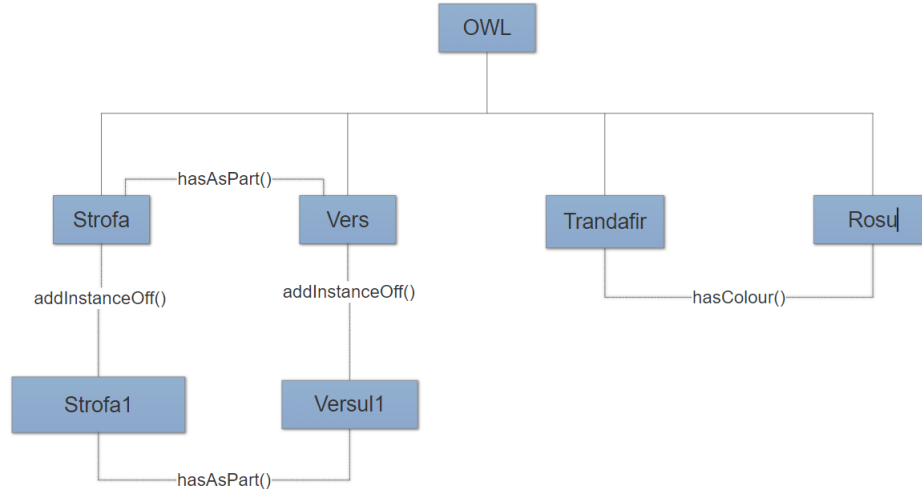 OWL
hasAsPart()
Strofa
Vers
Trandafir
Rosu
addInstanceOff()
addInstanceOff()
hasColour()
Strofa1
Versul1
hasAsPart()